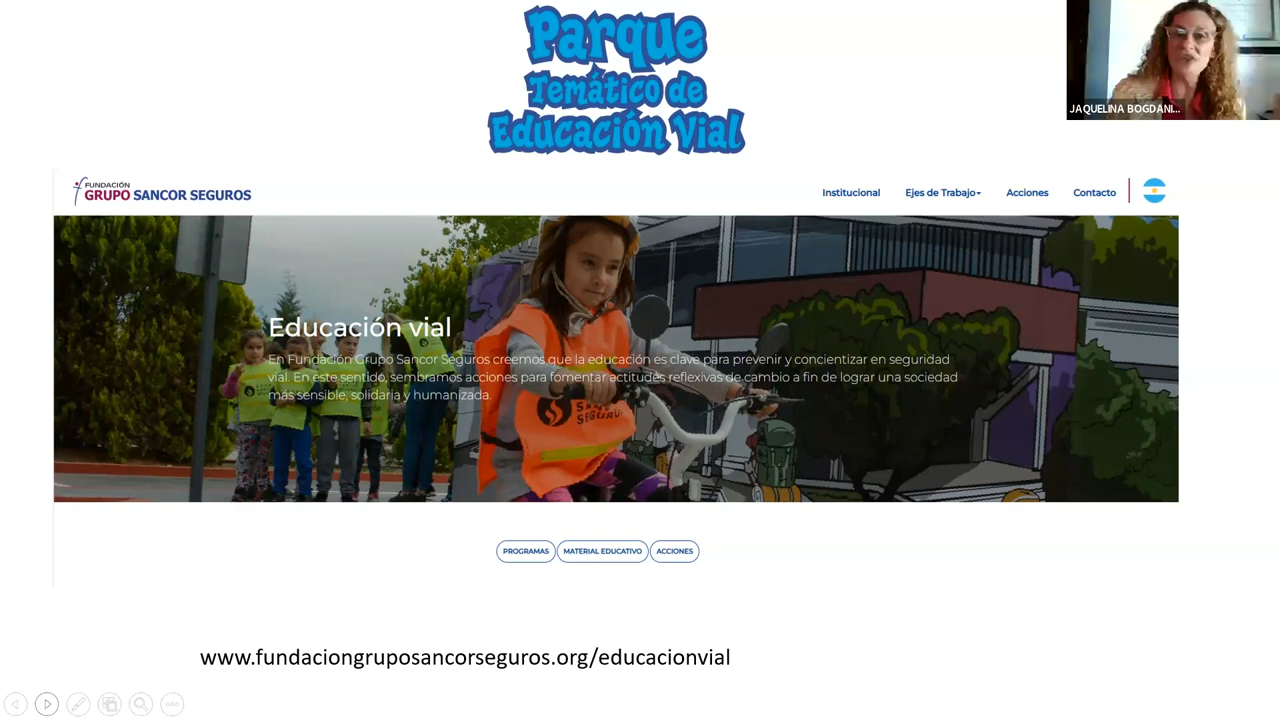 Parque
Temático de
Educación Vial
JAQUELINA BOGDANI...
FUNDACIÓN
GRUPO SANCOR SEGUROS
Institucional
Ejes de Trabajo
Acciones
Contacto
Educación vial
En Fundación Grupo Sancor Seguros creemos que la educación es clave para prevenir y concientizar en seguridad
vial. En este sentido, sembramos acciones para fomentar actitudes reflexivas de cambio a fin de lograr una sociedad
más sensible, solidaria y humanizada.
SEGUROS
PROGRAMAS
MATERIAL EDUCATIVO
ACCIONES
www.fundaciongruposancorseguros.org/educacionvial